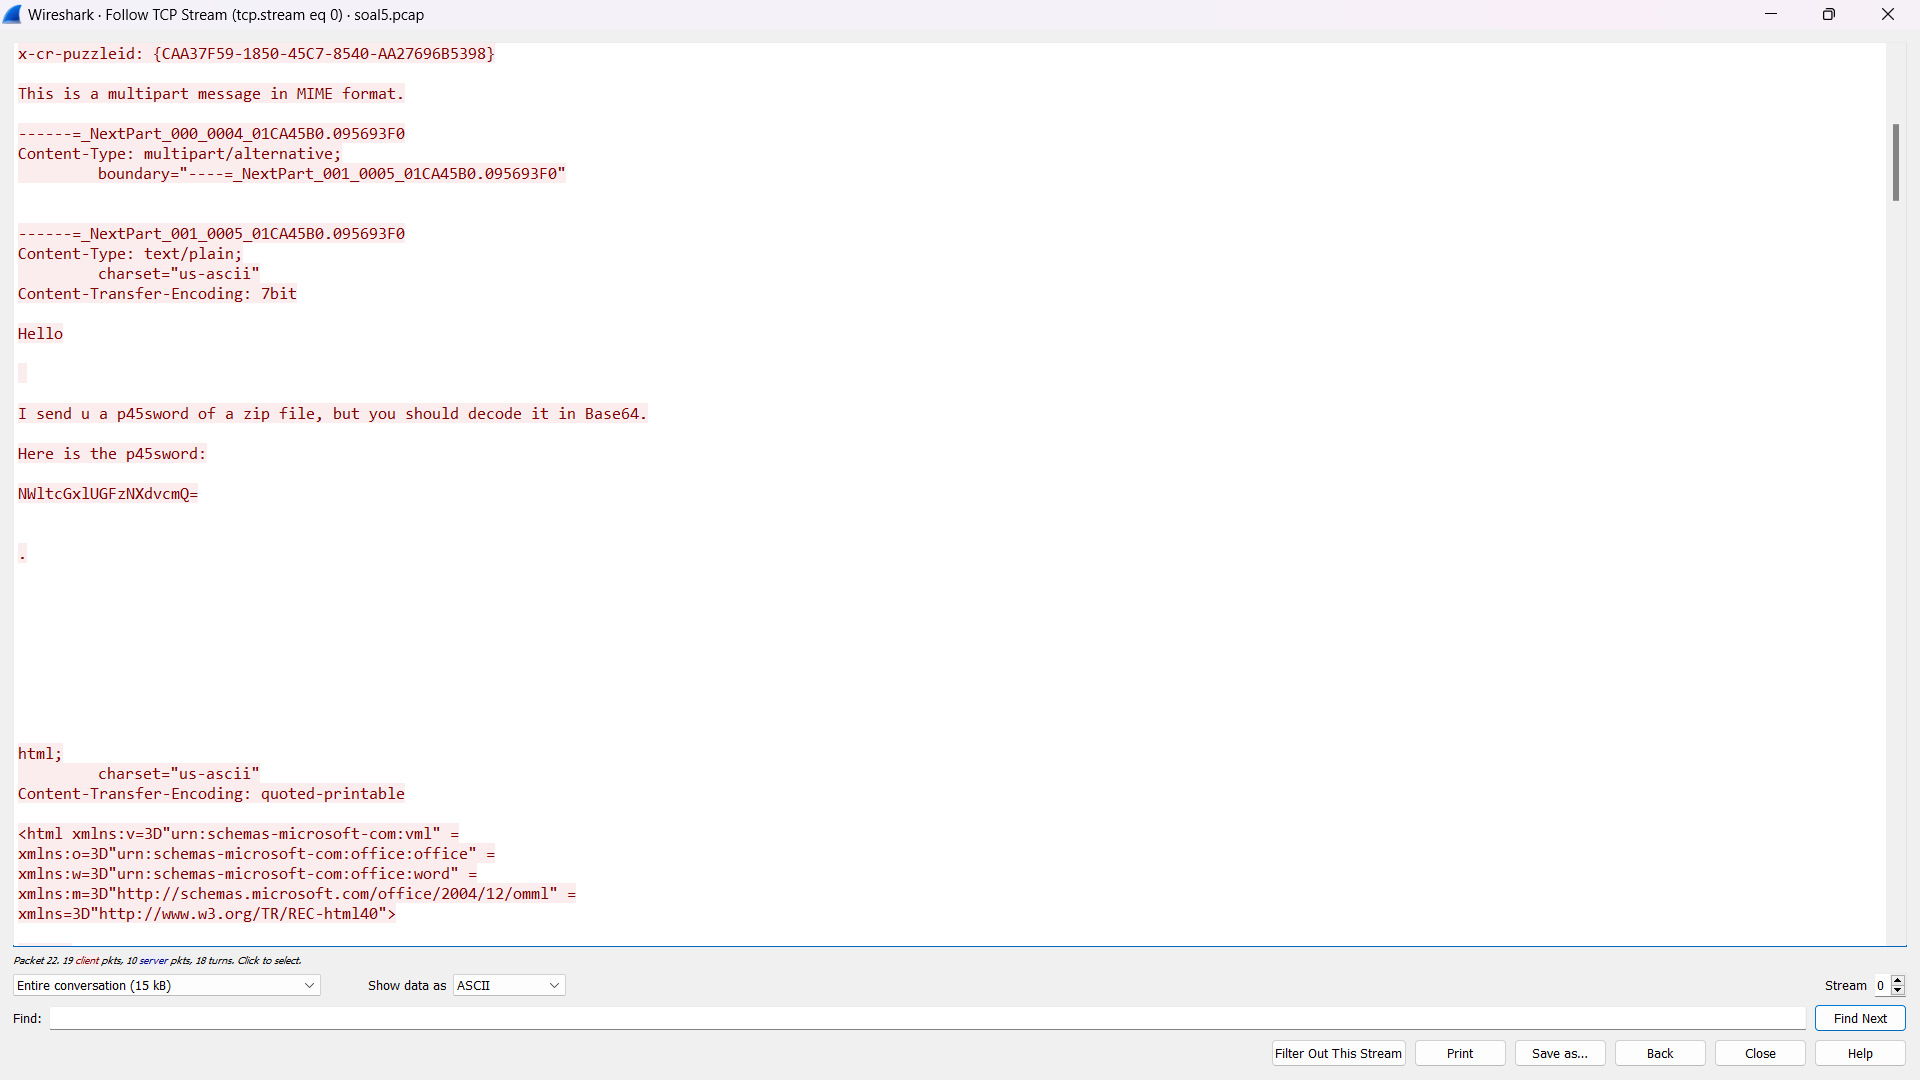 Wireshark · Follow TCP Stream (tcp.stream eq 0) · soal5.pcap
x-cr-puzzleid: {CAA37F59-1850-45C7-8540-AA27696B5398}
This is a multipart message in MIME format.
------=_NextPart_000_0004_01CA45B0.095693F0
Content-Type: multipart/alternative;
boundary="----=_NextPart_001_0005_01CA45B0.095693F0"
------=_NextPart_001_0005_01CA45B0.095693F0
Content-Type: text/plain;
charset="us-ascii"
Content-Transfer-Encoding: 7bit
Hello
I send u a p45sword of a zip file, but you should decode it in Base64.
Here is the p45sword:
NWltcGxlUGFzNXdvcmQ=
.
html;
charset="us-ascii"
Content-Transfer-Encoding: quoted-printable
<html xmlns:v=3D"urn:schemas-microsoft-com:vml" =
xmlns:o=3D"urn:schemas-microsoft-com:office:office" =
xmlns:w=3D"urn:schemas-microsoft-com:office:word" =
xmlns:m=3D"http://schemas.microsoft.com/office/2004/12/omml" =
xmlns=3D"http://www.w3.org/TR/REC-html40">
Packet 22. 19 client pkts, 10 server pkts, 18 turns. Click to select.
Entire conversation (15 kB) Show data as ASCII Stream 0
Find: Find Next
Filter Out This Stream Print Save as... Back Close Help